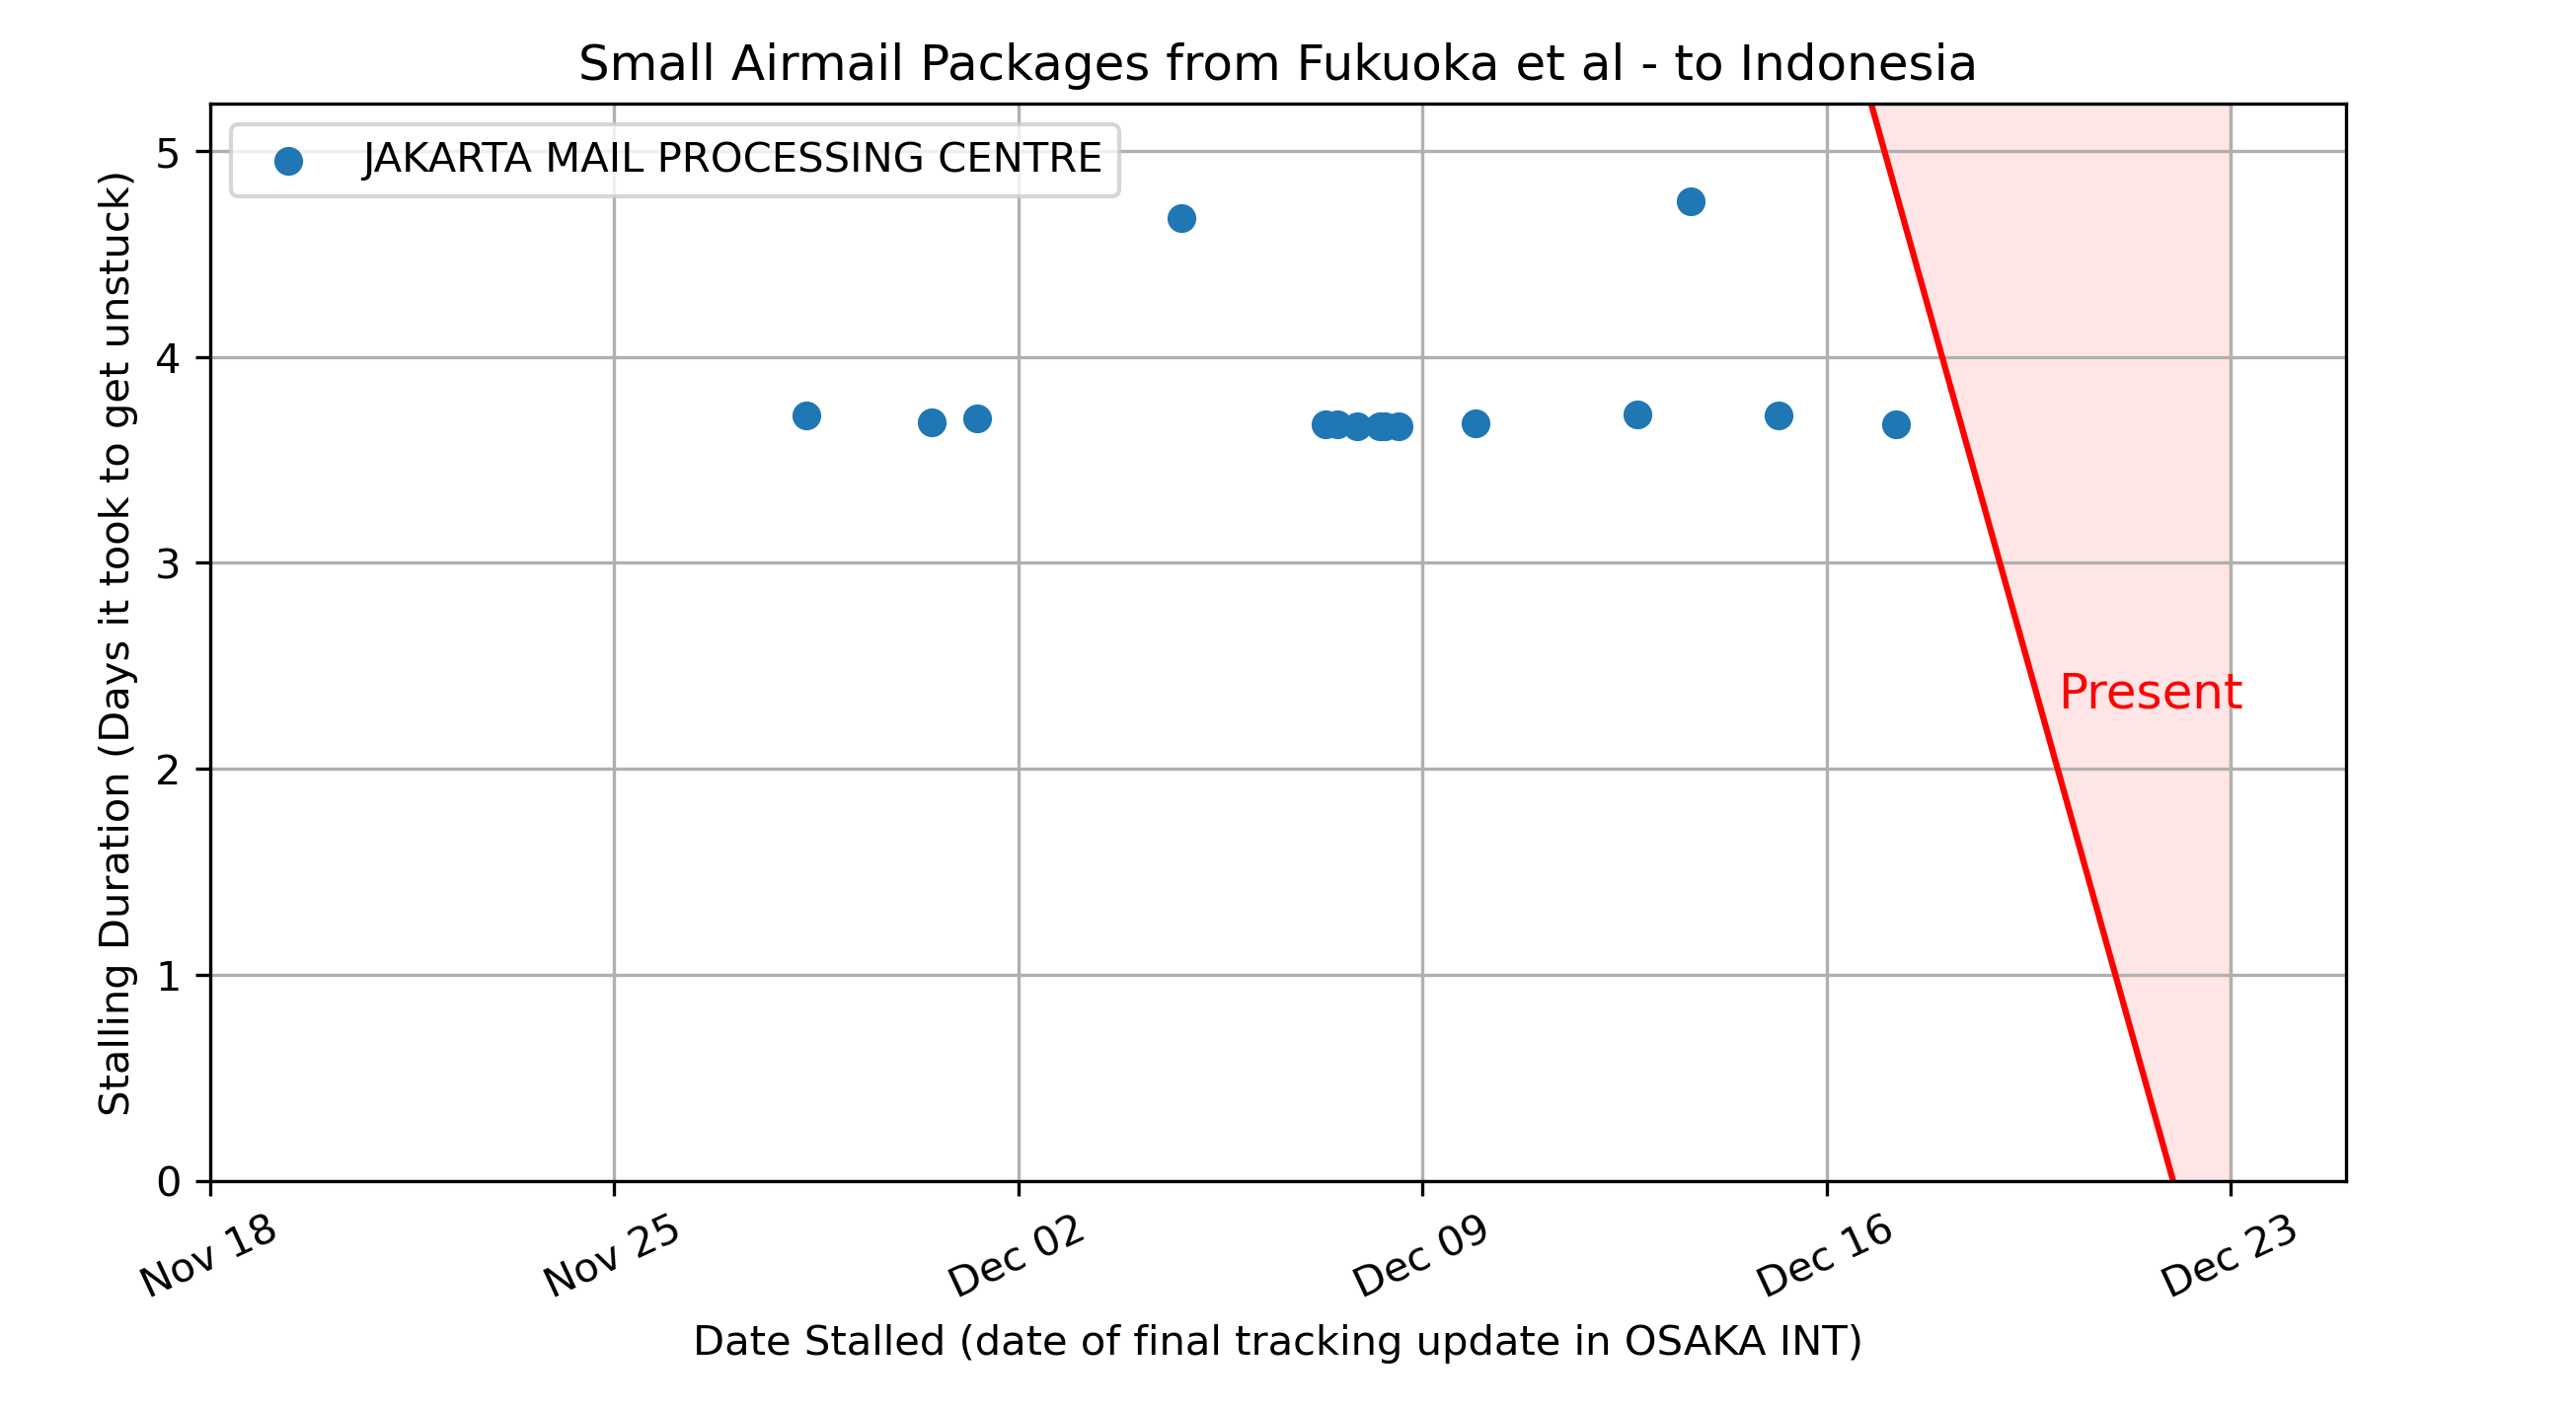 Small Airmail Packages from Fukuoka et al - to Indonesia
JAKARTA MAIL PROCESSING CENTRE
Stalling Duration (Days it took to get unstuck)
5
4
3
2
1
0
Present
Nov 18
Nov 25
Dec 02
Dec 09
Dec 16
Dec 23
Date Stalled (date of final tracking update in OSAKA INT)